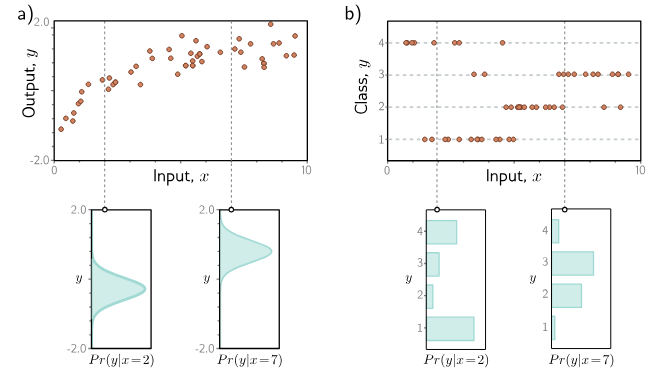 a)
2.0
Output, y
-2.0
0
Input, x
10
b)
4
3
2
1
Class, y
0
Input, x
10
2.0
y
-2.0
Pr(y|x=2)
2.0
y
-2.0
Pr(y|x=7)
4
3
y
2
1
Pr(y|x=2)
4
3
y
2
1
Pr(y|x=7)